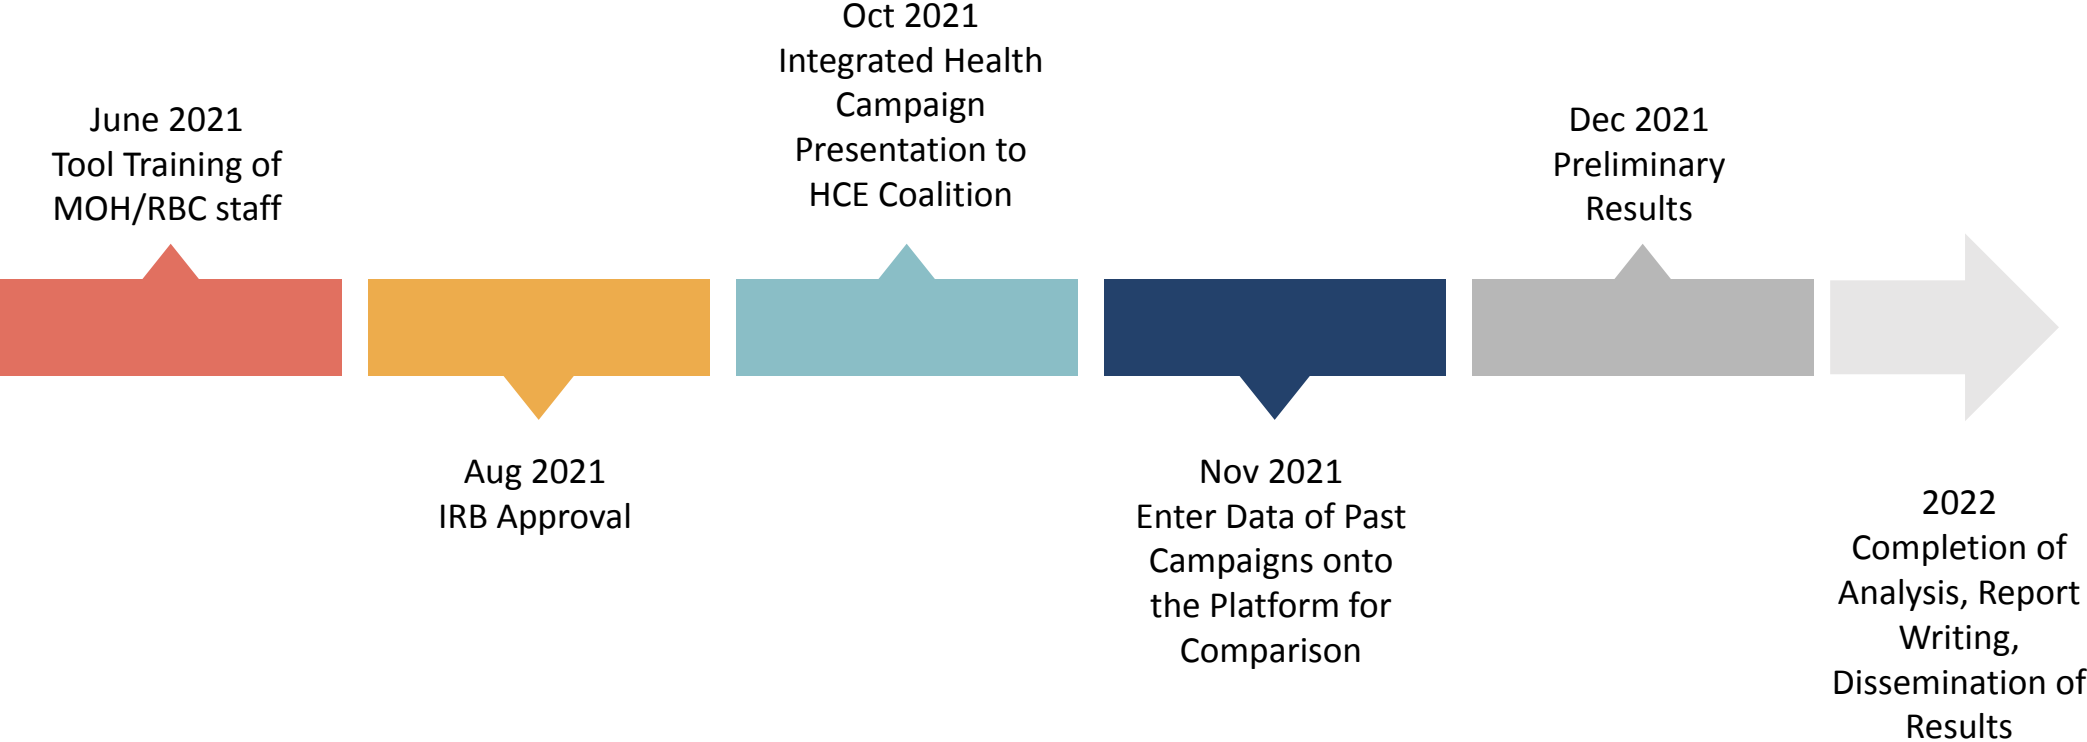 June 2021
Tool Training of
MOH/RBC staff
Aug 2021
IRB Approval
Oct 2021
Integrated Health
Campaign
Presentation to
HCE Coalition
Nov 2021
Enter Data of Past
Campaigns onto
the Platform for
Comparison
Dec 2021
Preliminary
Results
2022
Completion of
Analysis, Report
Writing,
Dissemination of
Results